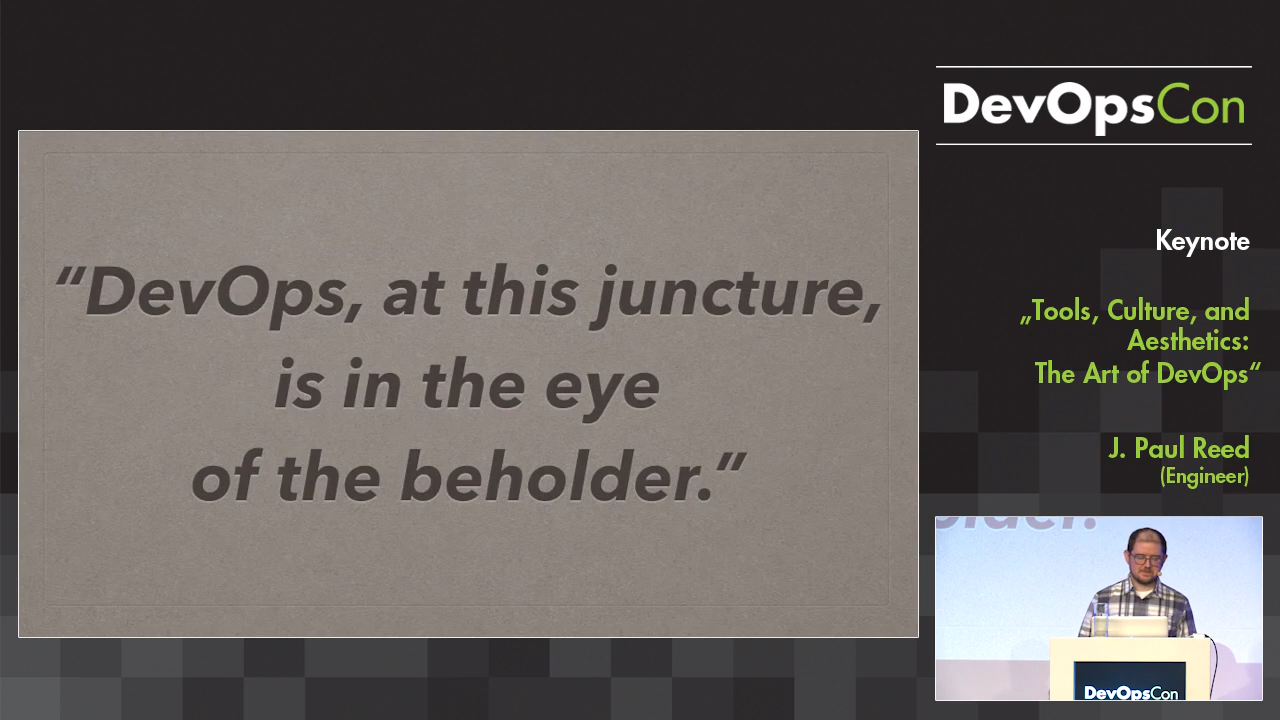 DevOpsCon
“DevOps, at this juncture,
is in the eye
of the beholder.”
Keynote
„Tools, Culture, and
Aesthetics:
The Art of DevOps“
J. Paul Reed
(Engineer)
older.”
DevOpsCon